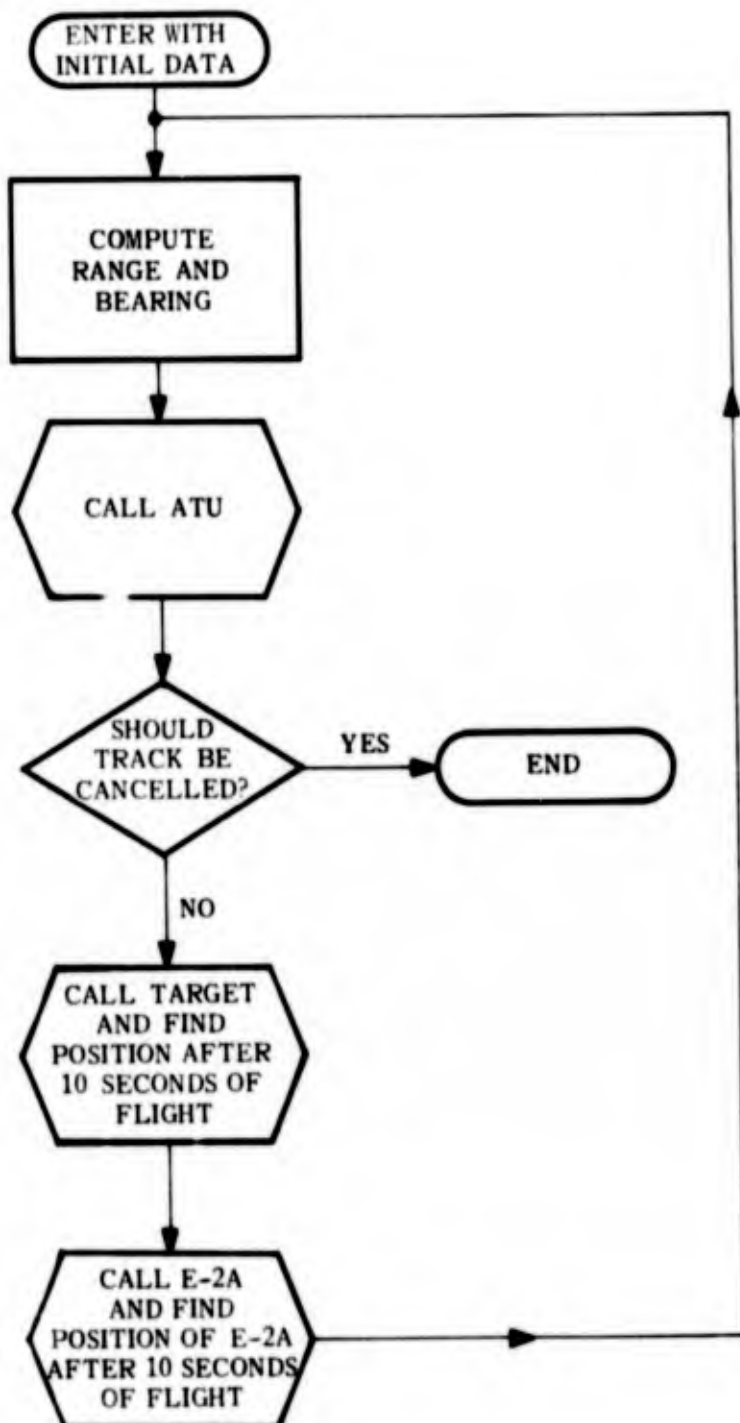 ENTER WITH
INITIAL DATA
COMPUTE
RANGE AND
BEARING
CALL ATU
SHOULD
TRACK BE
CANCELLED?
YES
END
NO
CALL TARGET
AND FIND
POSITION AFTER
10 SECONDS OF
FLIGHT
CALL E-2A
AND FIND
POSITION OF E-2A
AFTER 10 SECONDS
OF FLIGHT